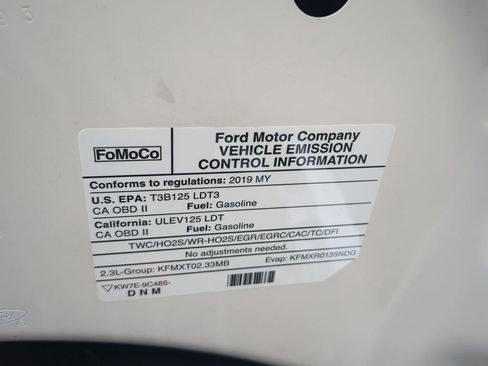 FoMoCo
Ford Motor Company
VEHICLE EMISSION
CONTROL INFORMATION
Conforms to regulations: 2019 MY
U.S. EPA: T3B125 LDT3
CA OBD II Fuel: Gasoline
California: ULEV125 LDT
CA OBD II Fuel: Gasoline
TWC/HO2S/WR-HO2S/EGR/EGRC/CAC/TC/DFI
No adjustments needed.
2.3L-Group: KFMXT02.33MB Evap: KFMXR0135NDG
KW7E-9C485-
DNM